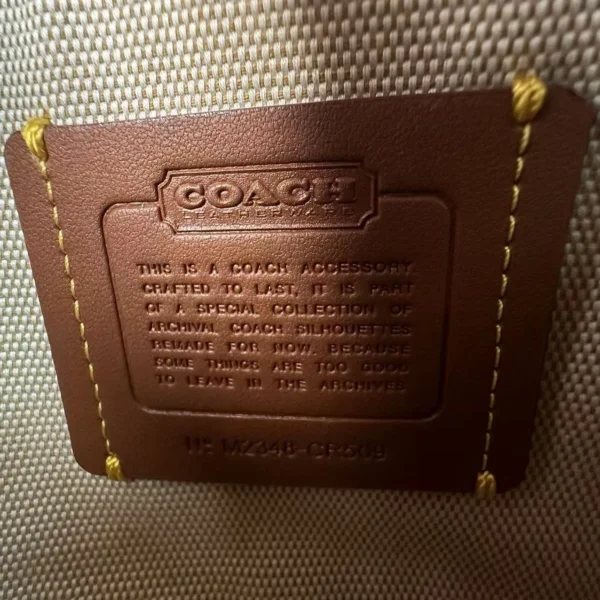 COACH
LEATHERWARE
THIS IS A COACH ACCESSORY.
CRAFTED TO LAST, IT IS PART
OF A SPECIAL COLLECTION OF
ARCHIVAL COACH SILHOUETTES
REMADE FOR NOW. BECAUSE
SOME THINGS ARE TOO GOOD
TO LEAVE IN THE ARCHIVES
M2348-CR509